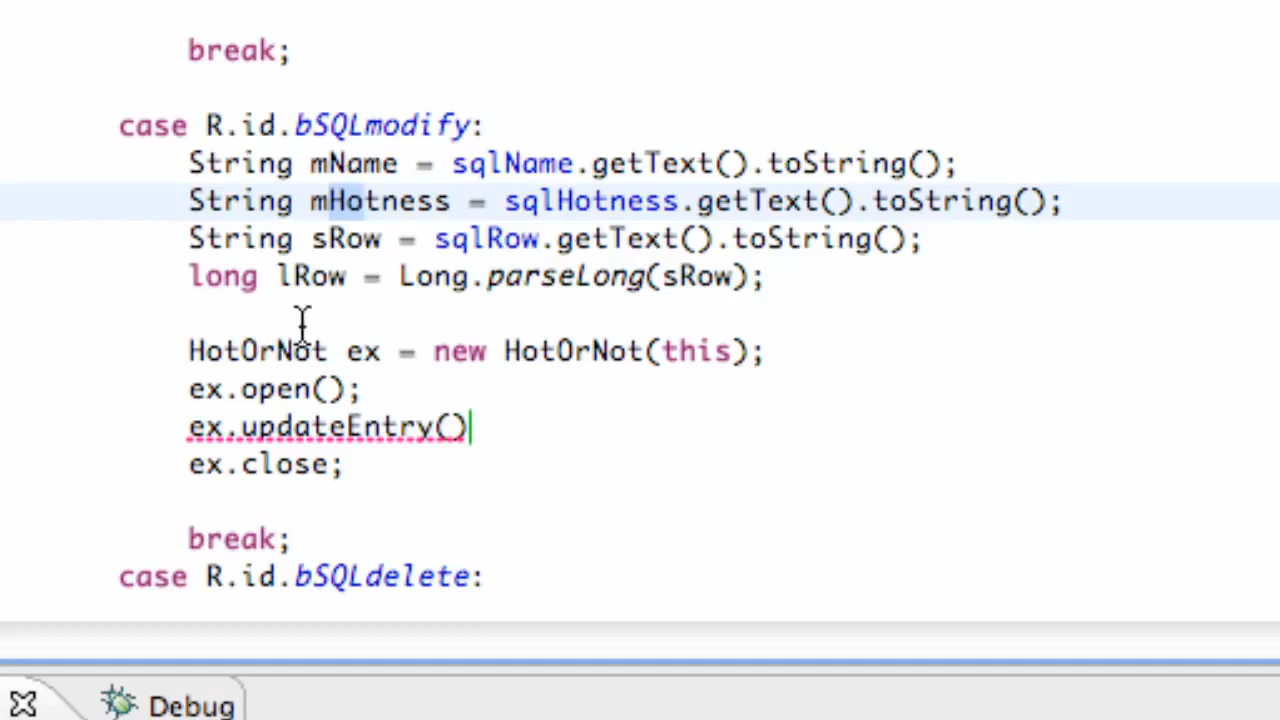 break;
case R.id.bSQLmodify:
String mName = sqlName.getText().toString();
String mHotness = sqlHotness.getText().toString();
String sRow = sqlRow.getText().toString();
long lRow = Long.parseLong(sRow);
HotOrNot ex = new HotOrNot(this);
ex.open();
ex.updateEntry()
ex.close;
break;
case R.id.bSQLdelete:
Debug